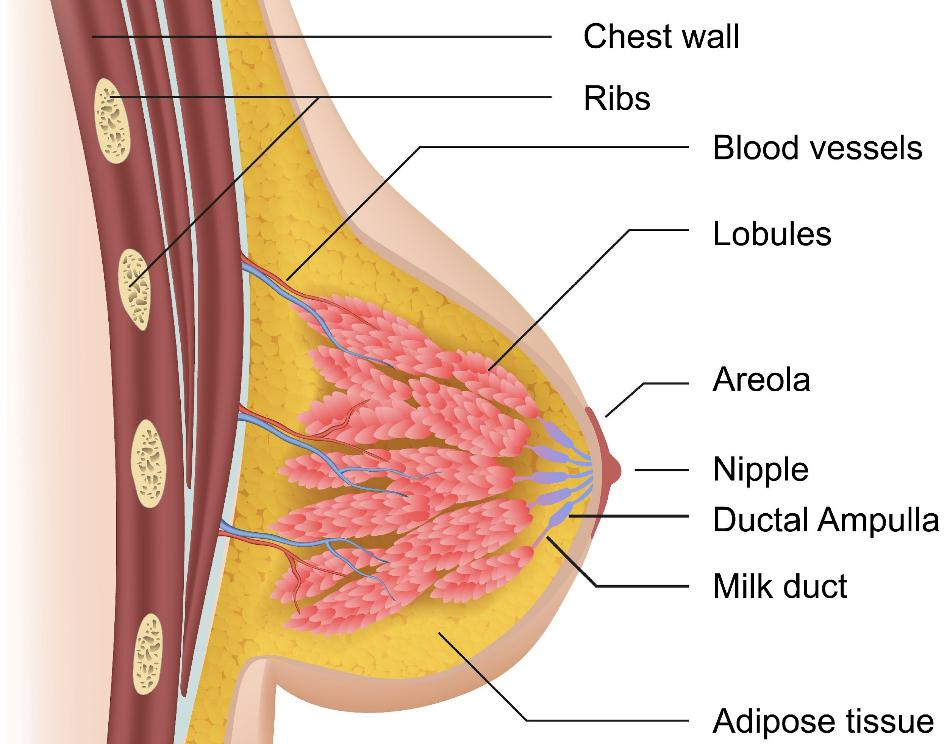 Chest wall
Ribs
Blood vessels
Lobules
Areola
Nipple
Ductal Ampulla
Milk duct
Adipose tissue